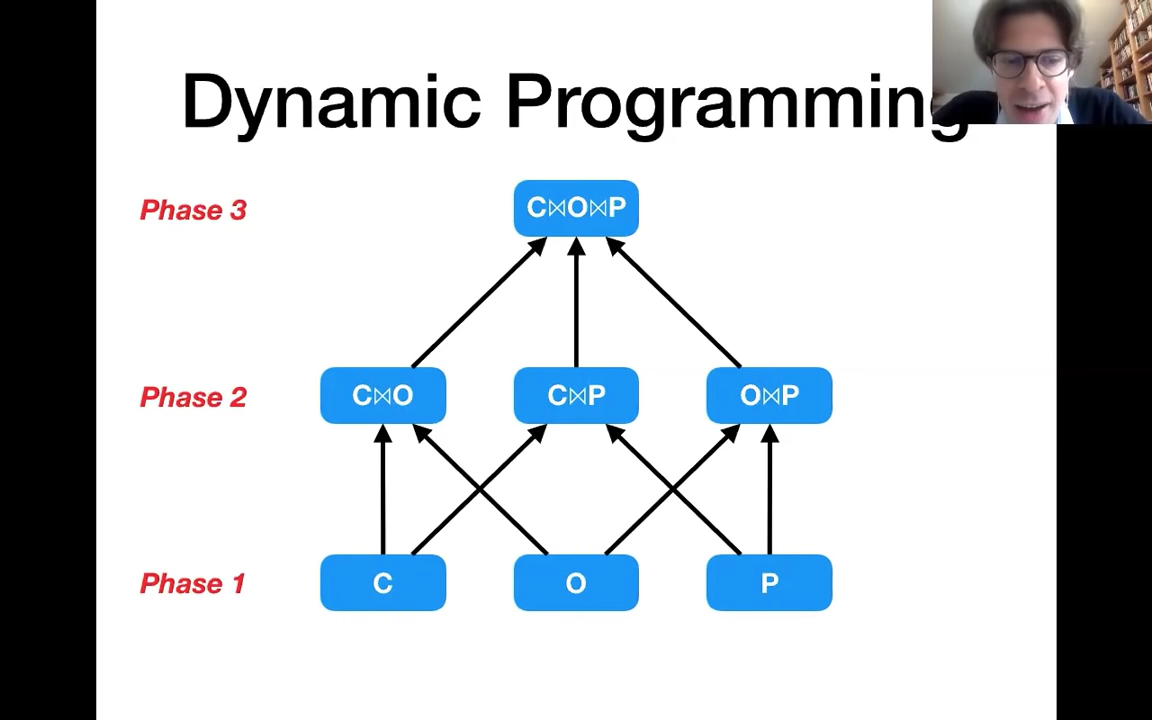 Dynamic Programming
Phase 3
C⋈O⋈P
Phase 2
C⋈O
C⋈P
O⋈P
Phase 1
C
O
P